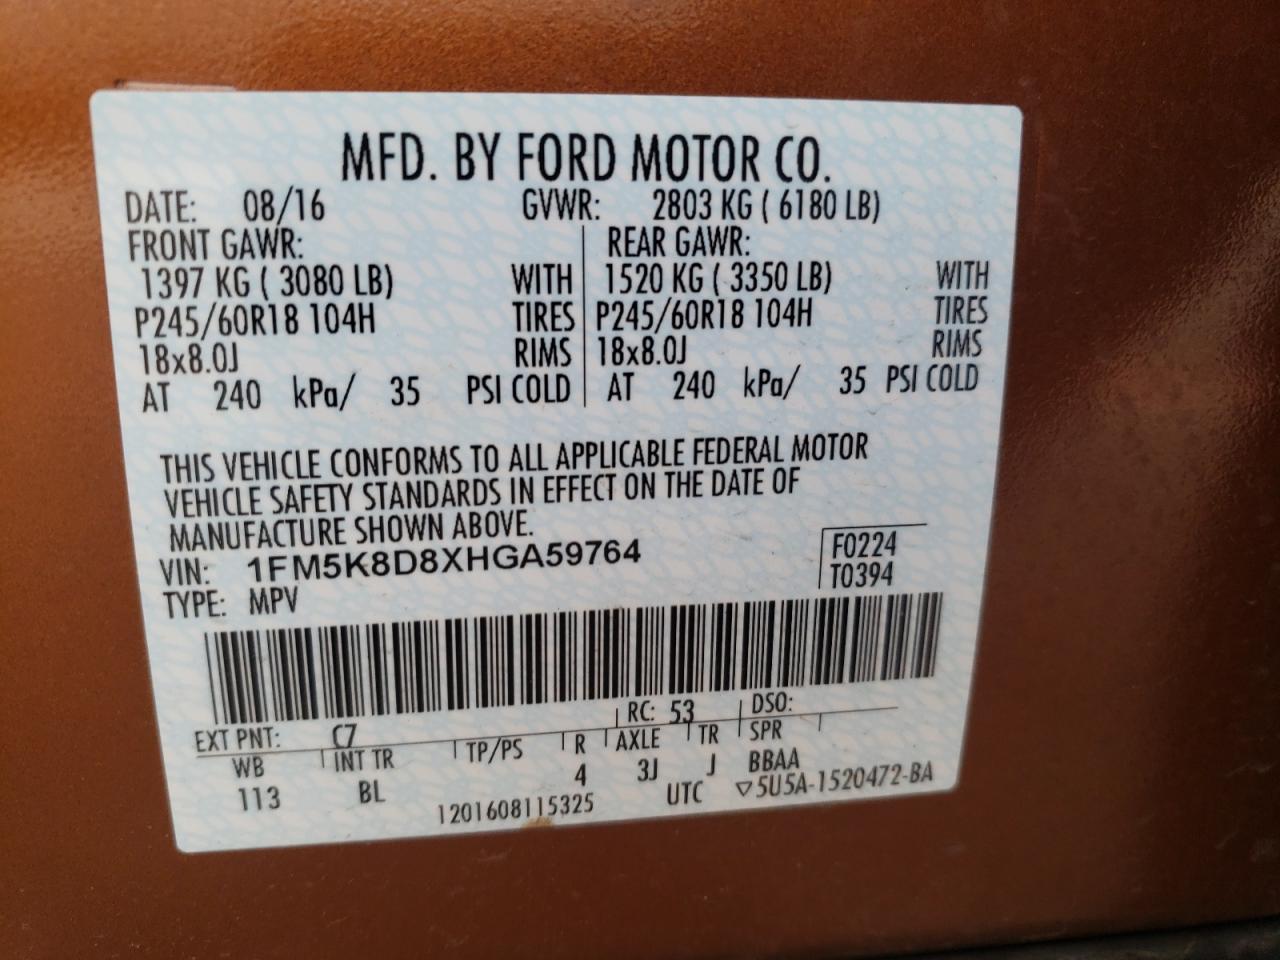 MFD. BY FORD MOTOR CO.
DATE: 08/16 GVWR: 2803 KG ( 6180 LB)
FRONT GAWR: REAR GAWR:
1397 KG ( 3080 LB) WITH 1520 KG ( 3350 LB) WITH
P245/60R18 104H TIRES P245/60R18 104H TIRES
18x8.0J RIMS 18x8.0J RIMS
AT 240 kPa/ 35 PSI COLD AT 240 kPa/ 35 PSI COLD
THIS VEHICLE CONFORMS TO ALL APPLICABLE FEDERAL MOTOR
VEHICLE SAFETY STANDARDS IN EFFECT ON THE DATE OF
MANUFACTURE SHOWN ABOVE.
VIN: 1FM5K8D8XHGA59764 F0224
TYPE: MPV T0394
EXT PNT: C7 RC: 53 DSO:
WB INT TR TP/PS R AXLE TR SPR
113 BL 4 3J J BBAA
1201608115325 UTC ▽5U5A-1520472-BA